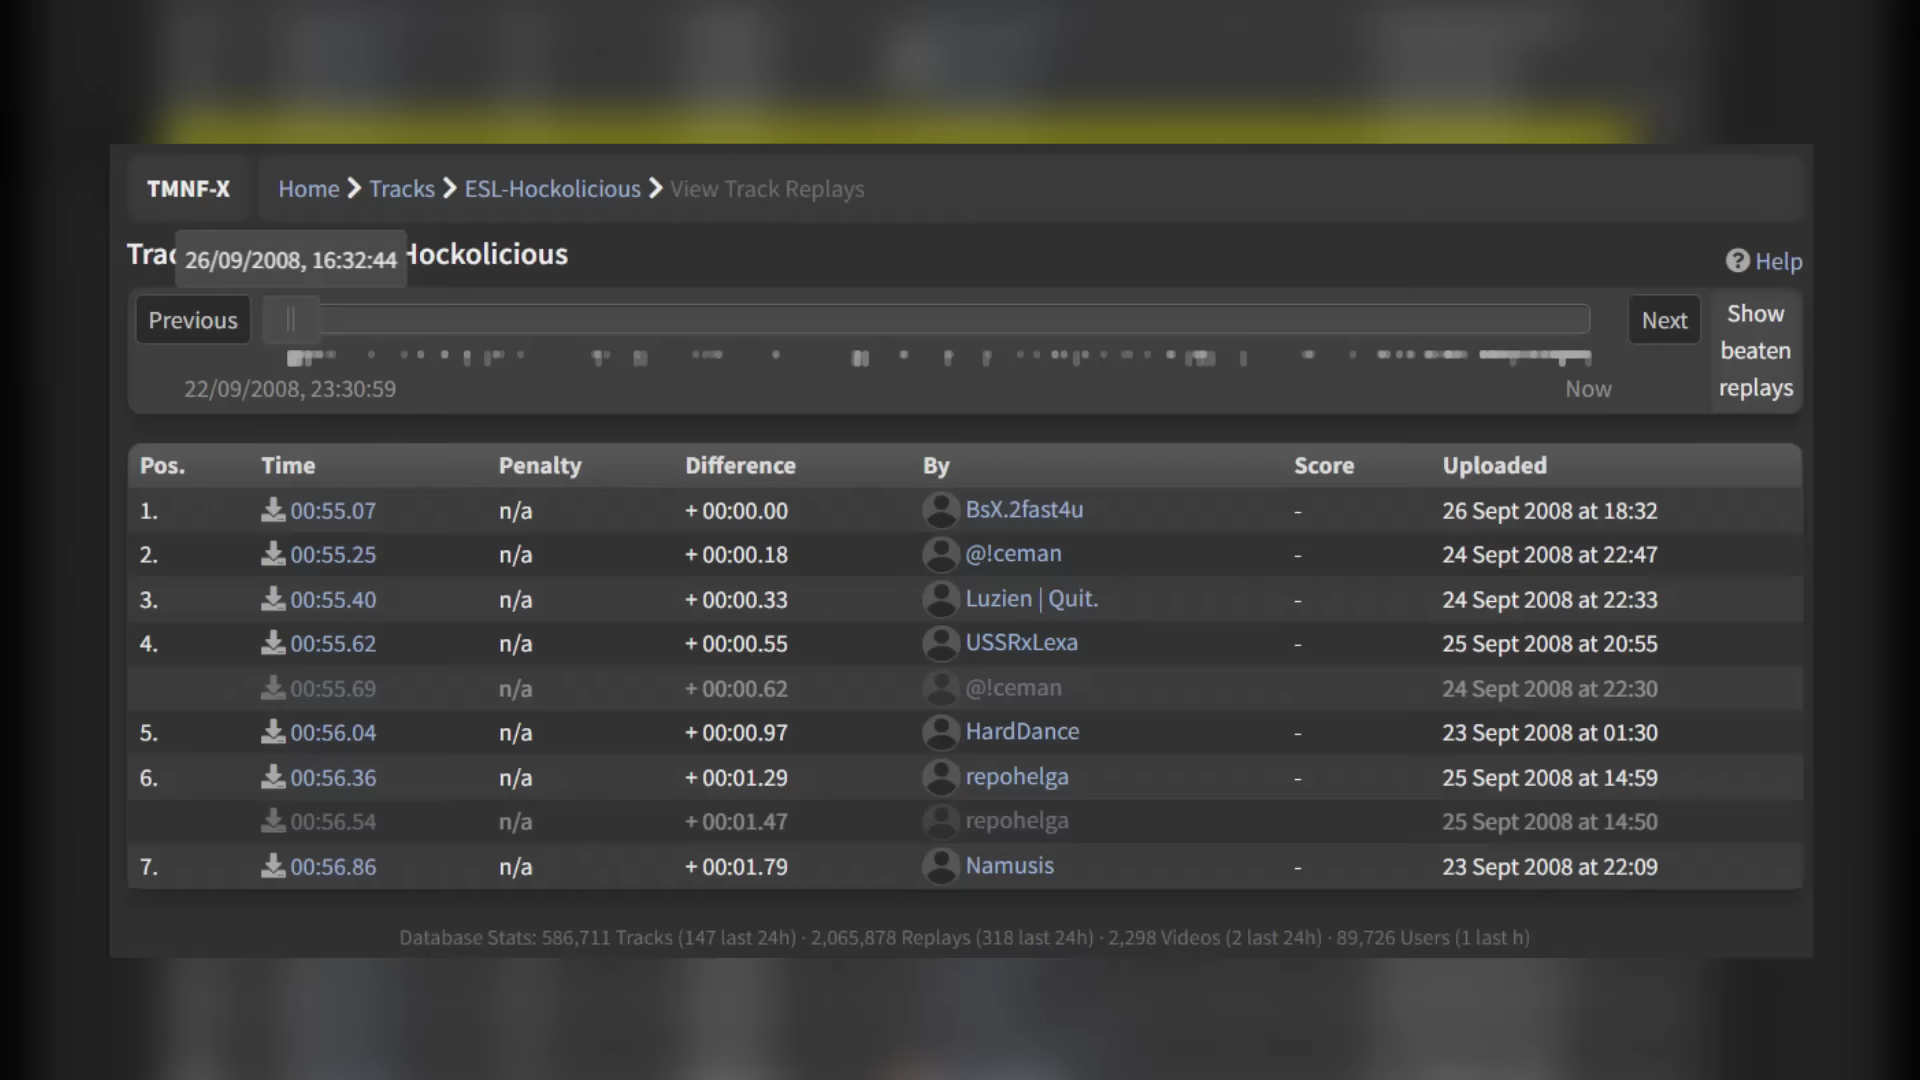 TMNF-X Home Tracks ESL-Hockolicious View Track Replays
Trac 26/09/2008, 16:32:44 Hockolicious
Help
Previous Next
Show
beaten
replays
22/09/2008, 23:30:59 Now
Pos. Time Penalty Difference By Score Uploaded
1. 00:55.07 n/a + 00:00.00 BsX.2fast4u - 26 Sept 2008 at 18:32
2. 00:55.25 n/a + 00:00.18 @!ceman - 24 Sept 2008 at 22:47
3. 00:55.40 n/a + 00:00.33 Luzien | Quit. - 24 Sept 2008 at 22:33
4. 00:55.62 n/a + 00:00.55 USSRxLexa - 25 Sept 2008 at 20:55
00:55.69 n/a + 00:00.62 @!ceman 24 Sept 2008 at 22:30
5. 00:56.04 n/a + 00:00.97 HardDance - 23 Sept 2008 at 01:30
6. 00:56.36 n/a + 00:01.29 repohelga - 25 Sept 2008 at 14:59
00:56.54 n/a + 00:01.47 repohelga 25 Sept 2008 at 14:50
7. 00:56.86 n/a + 00:01.79 Namusis - 23 Sept 2008 at 22:09
Database Stats: 586,711 Tracks (147 last 24h) · 2,065,878 Replays (318 last 24h) · 2,298 Videos (2 last 24h) · 89,726 Users (1 last h)